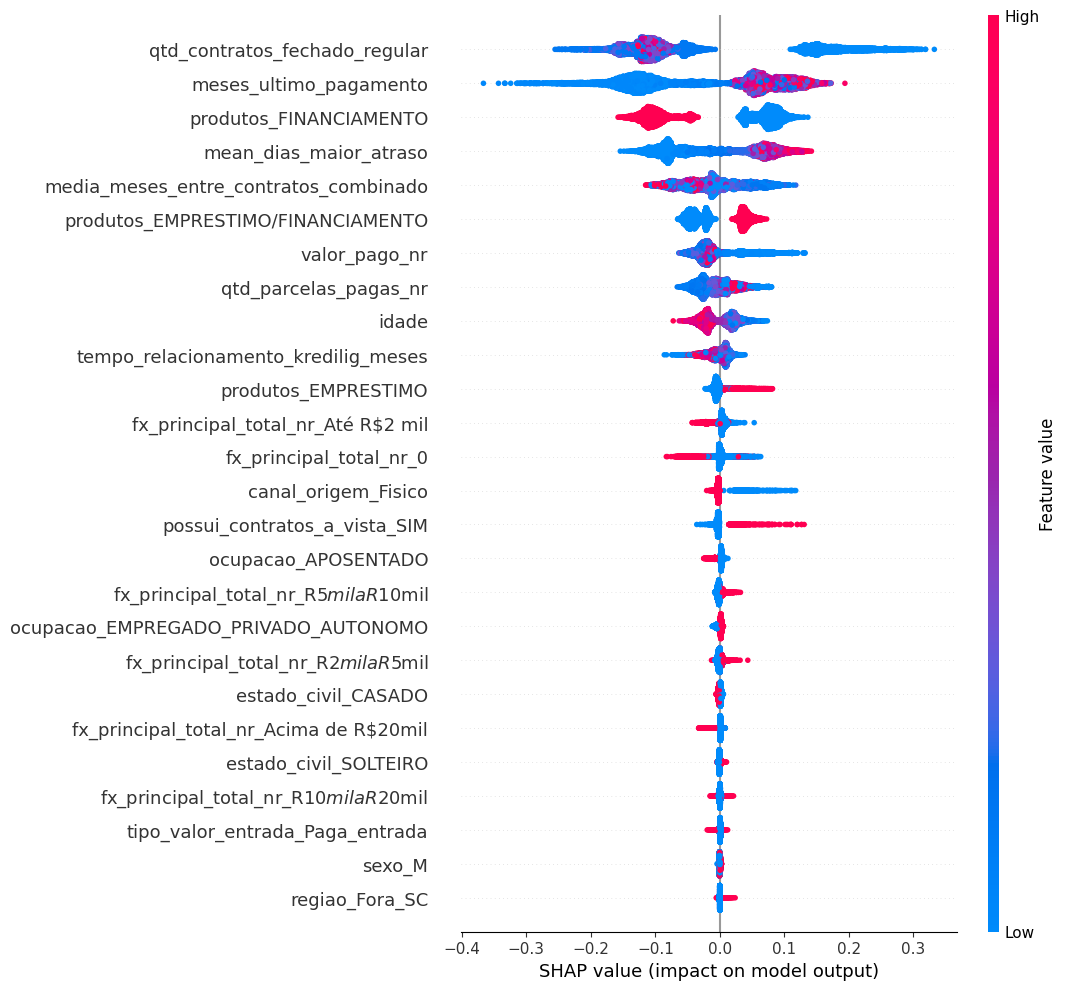 High
qtd_contratos_fechado_regular
meses_ultimo_pagamento
produtos_FINANCIAMENTO
mean_dias_maior_atraso
media_meses_entre_contratos_combinado
produtos_EMPRESTIMO/FINANCIAMENTO
valor_pago_nr
qtd_parcelas_pagas_nr
idade
tempo_relacionamento_kredilig_meses
produtos_EMPRESTIMO
fx_principal_total_nr_Até R$2 mil
fx_principal_total_nr_0
canal_origem_Fisico
possui_contratos_a_vista_SIM
ocupacao_APOSENTADO
fx_principal_total_nr_R5milaR10mil
ocupacao_EMPREGADO_PRIVADO_AUTONOMO
fx_principal_total_nr_R2milaR5mil
estado_civil_CASADO
fx_principal_total_nr_Acima de R$20mil
estado_civil_SOLTEIRO
fx_principal_total_nr_R10milaR20mil
tipo_valor_entrada_Paga_entrada
sexo_M
regiao_Fora_SC
Feature value
Low
−0.4 −0.3 −0.2 −0.1 0.0 0.1 0.2 0.3
SHAP value (impact on model output)